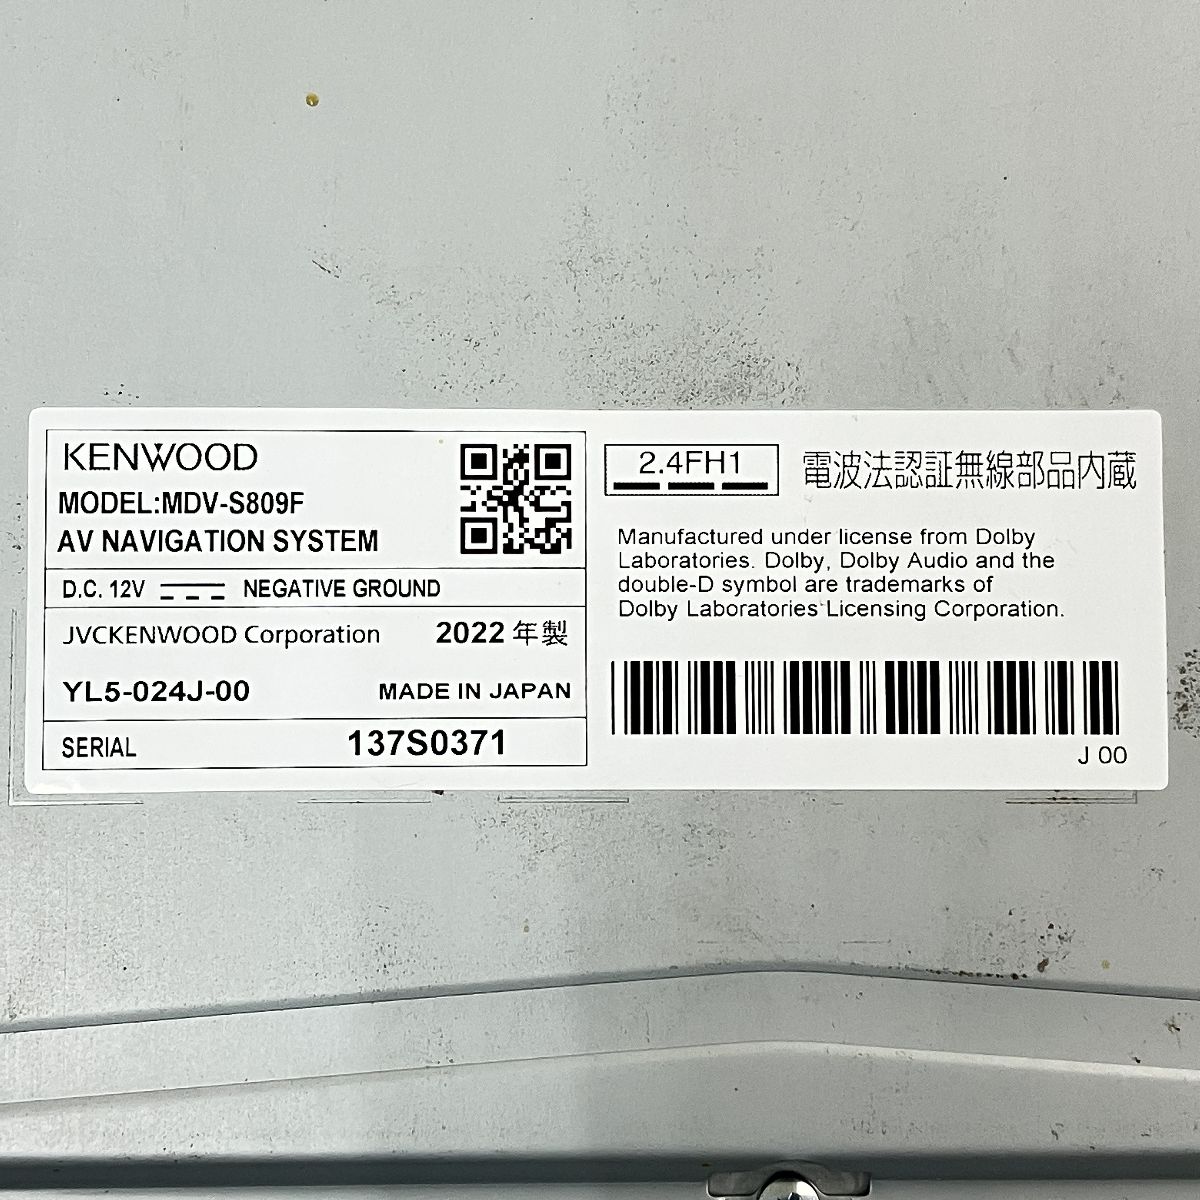 KENWOOD
MODEL:MDV-S809F
AV NAVIGATION SYSTEM
D.C. 12V NEGATIVE GROUND
JVCKENWOOD Corporation 2022 年製
YL5-024J-00 MADE IN JAPAN
SERIAL 137S0371
2.4FH1 電波法認証無線部品内蔵
Manufactured under license from Dolby
Laboratories. Dolby, Dolby Audio and the
double-D symbol are trademarks of
Dolby Laboratories Licensing Corporation.
J 00